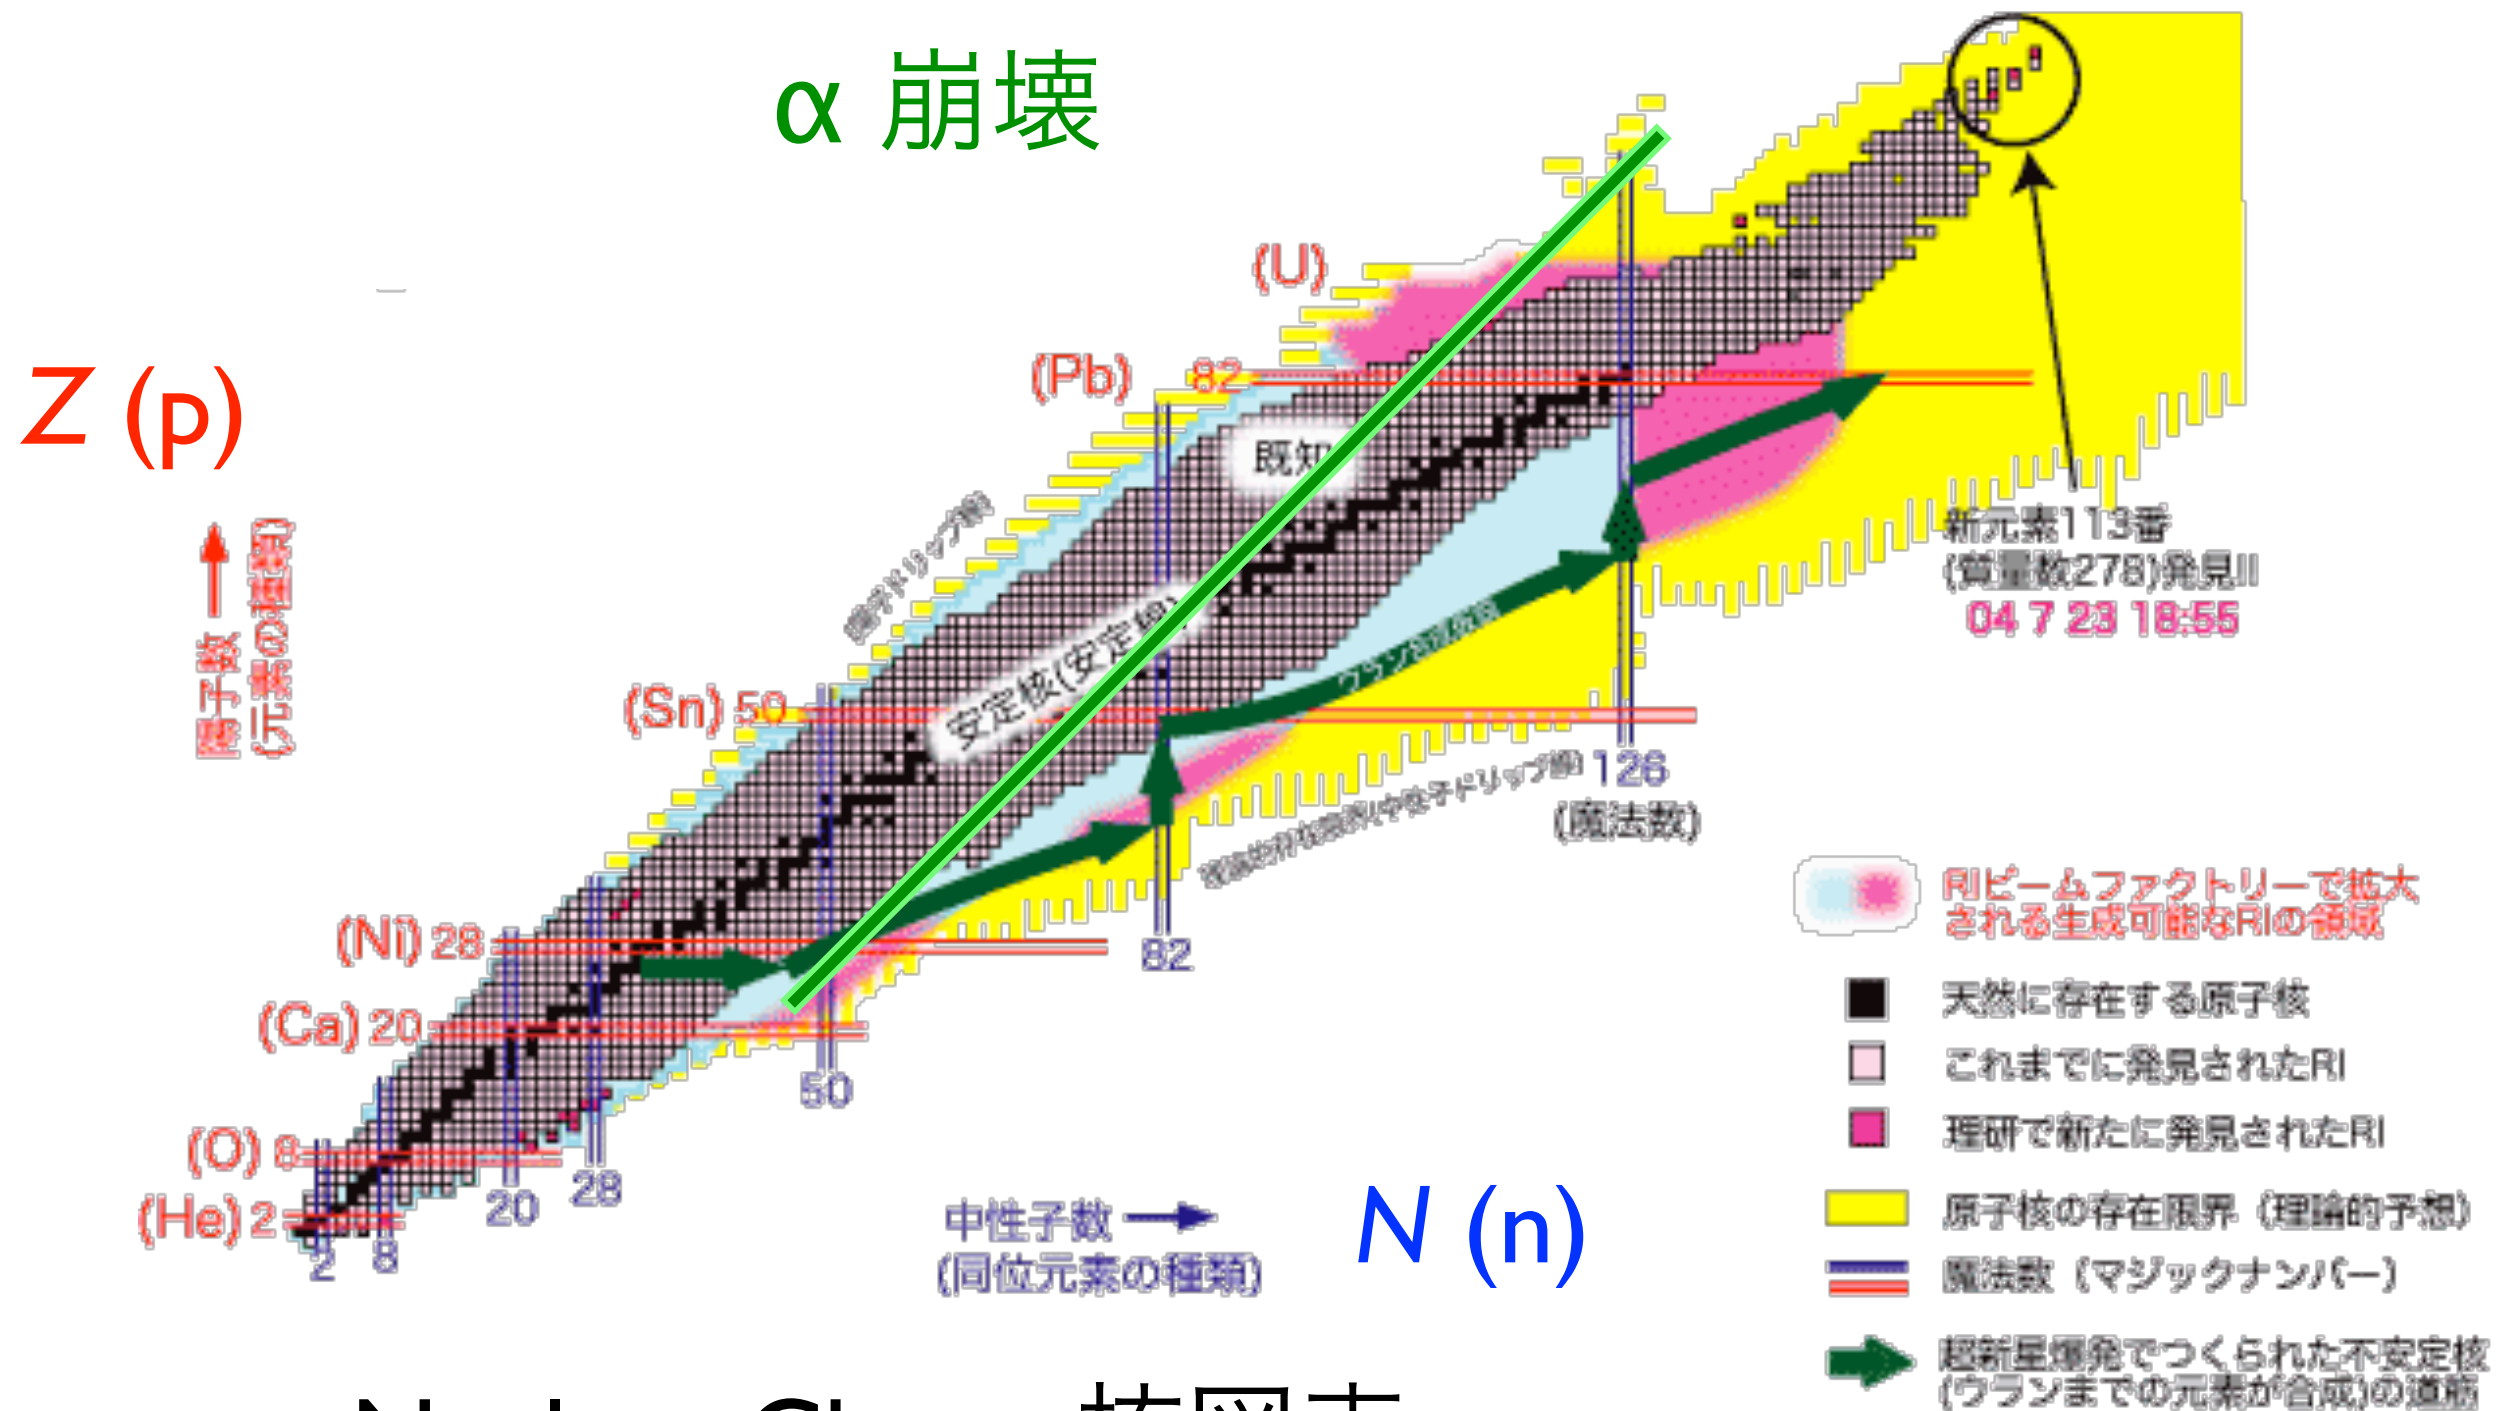 α 崩壊
(U)
(Pb) 82
Z (p)
既知
陽子数
(元素の種類)
新元素113番
(質量数278)発見!!
04 7 23 18:55
安定核(安定線)
ウラン合成経路
(Sn) 50
126
(魔法数)
(Ni) 28
82
RIビームファクトリーで拡大
される生成可能なRIの領域
天然に存在する原子核
(Ca) 20
50
これまでに発見されたRI
理研で新たに発見されたRI
(O) 8
20
28
(He) 2
2
8
中性子数
(同位元素の種類)
N (n)
原子核の存在限界（理論的予想）
魔法数（マジックナンバー）
超新星爆発でつくられた不安定核
(ウランまでの元素が合成)の道筋